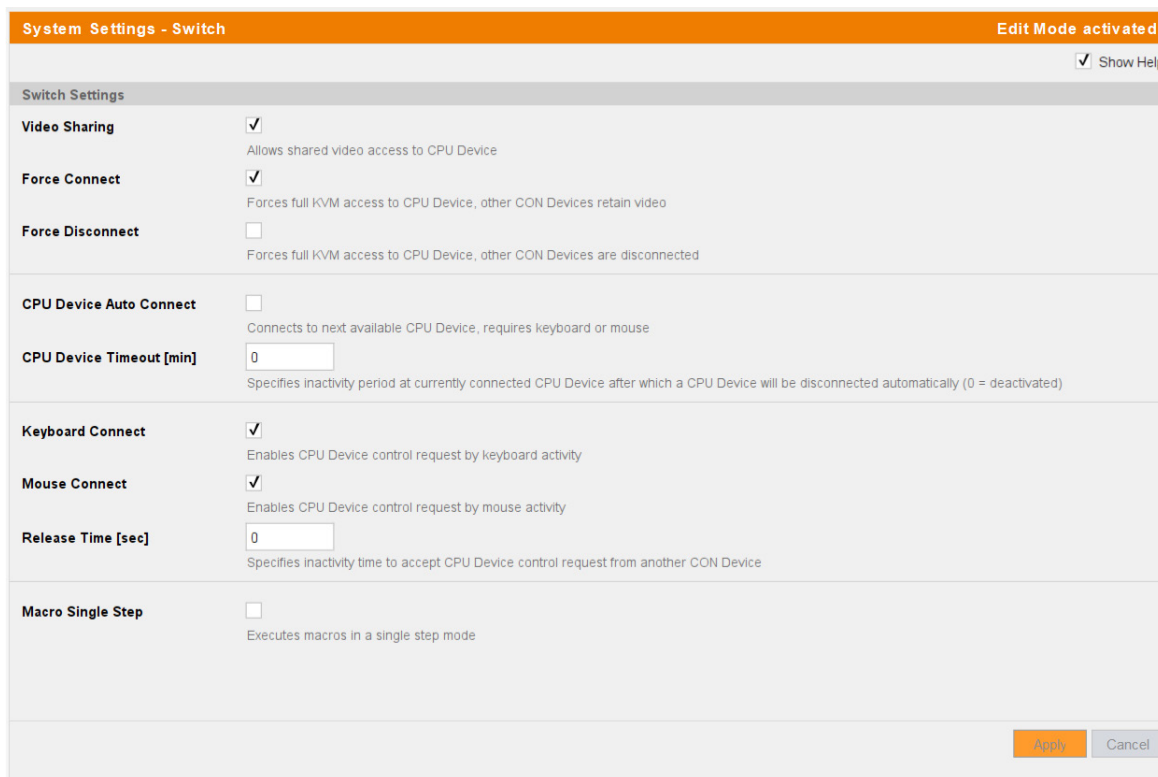 System Settings - Switch
Edit Mode activated
Show Hel
Switch Settings
Video Sharing
Allows shared video access to CPU Device
Force Connect
Forces full KVM access to CPU Device, other CON Devices retain video
Force Disconnect
Forces full KVM access to CPU Device, other CON Devices are disconnected
CPU Device Auto Connect
Connects to next available CPU Device, requires keyboard or mouse
CPU Device Timeout [min] 0
Specifies inactivity period at currently connected CPU Device after which a CPU Device will be disconnected automatically (0 = deactivated)
Keyboard Connect
Enables CPU Device control request by keyboard activity
Mouse Connect
Enables CPU Device control request by mouse activity
Release Time [sec] 0
Specifies inactivity time to accept CPU Device control request from another CON Device
Macro Single Step
Executes macros in a single step mode
Apply Cancel